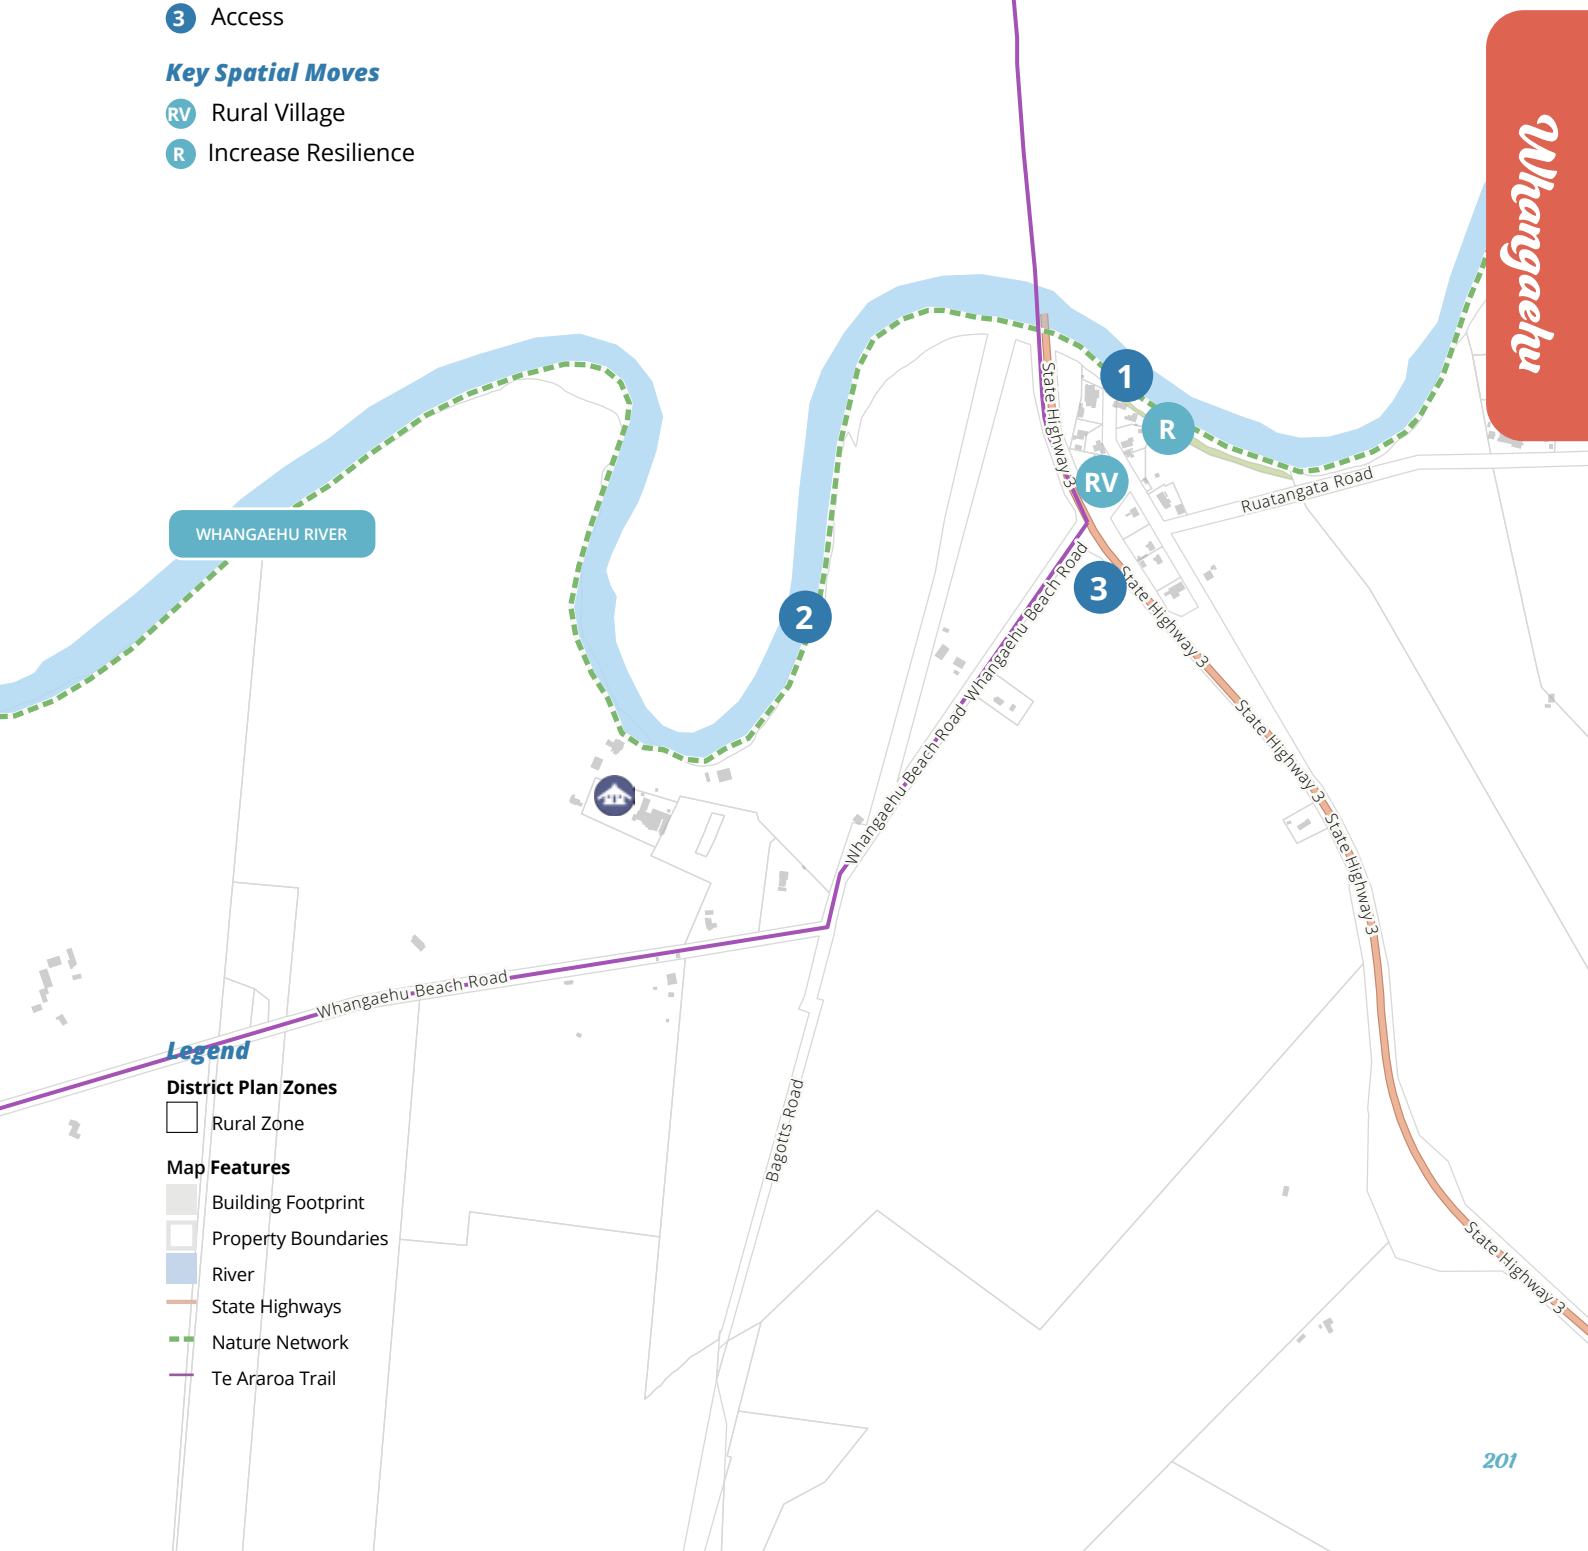 3 Access
Key Spatial Moves
RV Rural Village
R Increase Resilience
Whangaehu
1
R
RV
State Highway 3
Ruatangata Road
WHANGAEHU RIVER
2
3
Whangaehu Beach Road
State Highway 3
Whangaehu Beach Road
State Highway 3
State Highway 3
Whangaehu Beach Road
Bagotts Road
State Highway 3
Legend
District Plan Zones
Rural Zone
Map Features
Building Footprint
Property Boundaries
River
State Highways
Nature Network
Te Araroa Trail
201